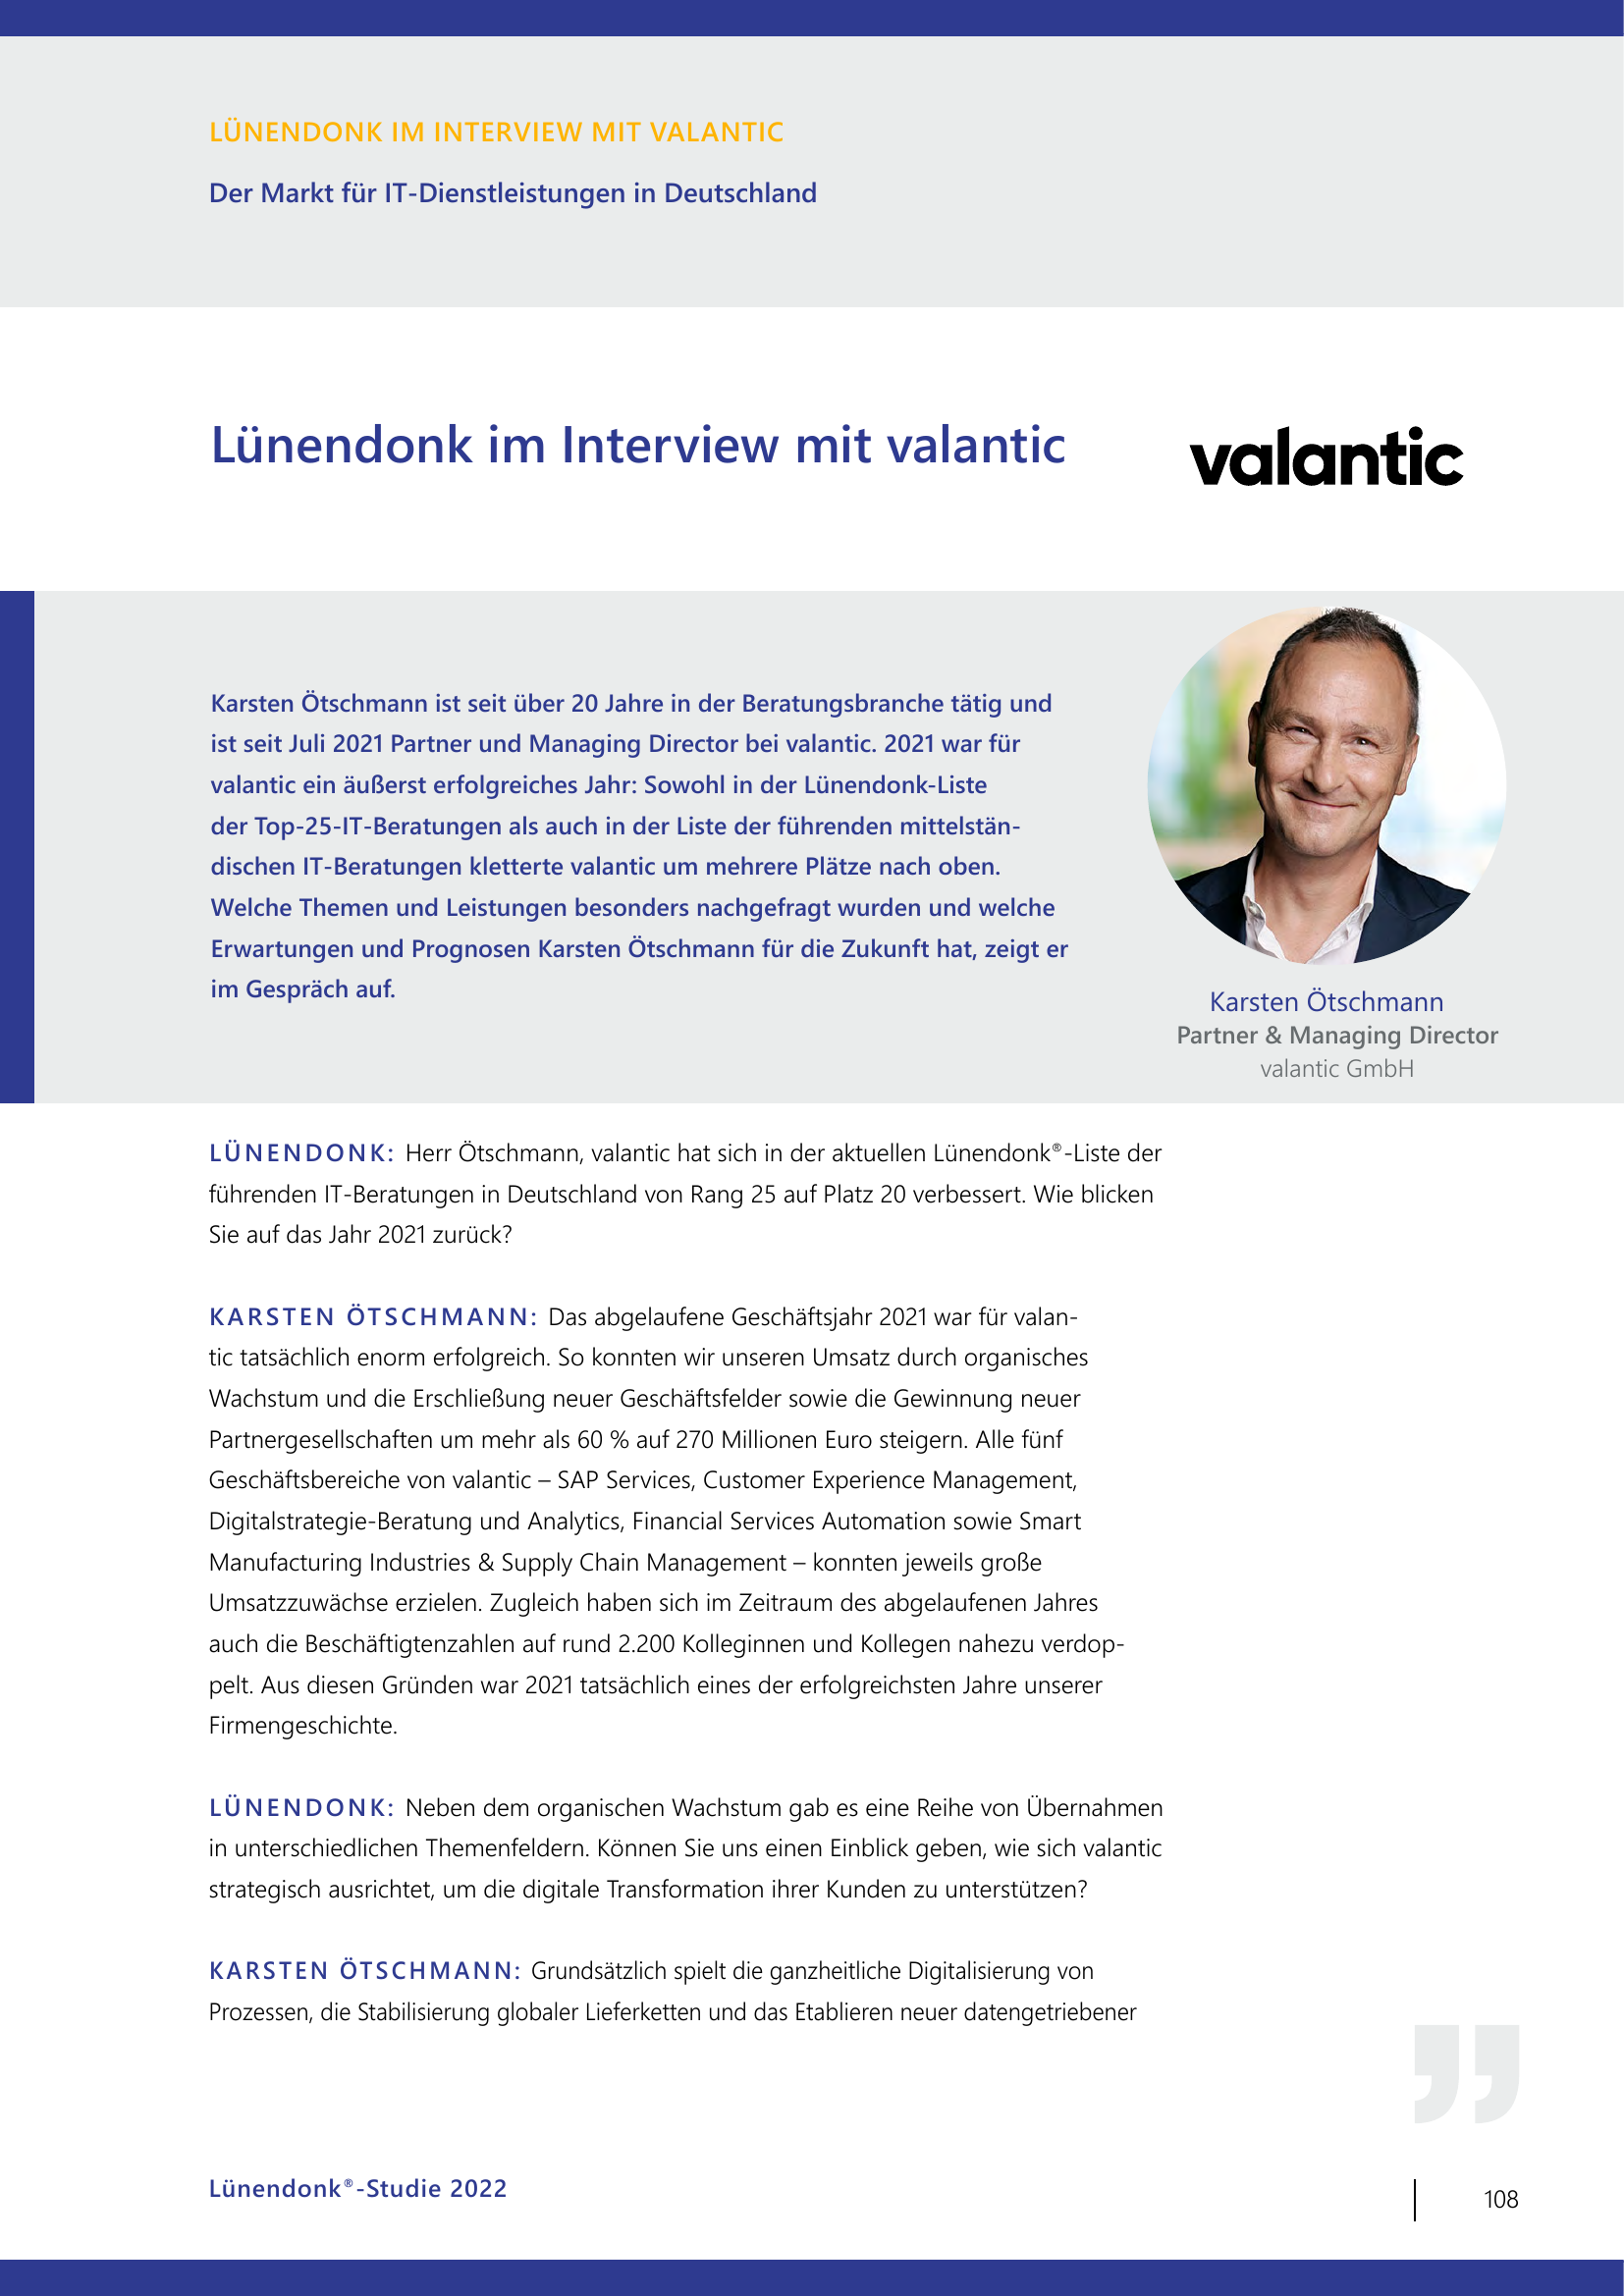 LÜNENDONK IM INTERVIEW MIT VALANTIC
Der Markt für IT-Dienstleistungen in Deutschland
Lünendonk im Interview mit valantic
valantic
Karsten Ötschmann ist seit über 20 Jahre in der Beratungsbranche tätig und
ist seit Juli 2021 Partner und Managing Director bei valantic. 2021 war für
valantic ein äußerst erfolgreiches Jahr: Sowohl in der Lünendonk-Liste
der Top-25-IT-Beratungen als auch in der Liste der führenden mittelstän-
dischen IT-Beratungen kletterte valantic um mehrere Plätze nach oben.
Welche Themen und Leistungen besonders nachgefragt wurden und welche
Erwartungen und Prognosen Karsten Ötschmann für die Zukunft hat, zeigt er
im Gespräch auf.
Karsten Ötschmann
Partner & Managing Director
valantic GmbH
LÜNENDONK: Herr Ötschmann, valantic hat sich in der aktuellen Lünendonk®-Liste der
führenden IT-Beratungen in Deutschland von Rang 25 auf Platz 20 verbessert. Wie blicken
Sie auf das Jahr 2021 zurück?
KARSTEN ÖTSCHMANN: Das abgelaufene Geschäftsjahr 2021 war für valan-
tic tatsächlich enorm erfolgreich. So konnten wir unseren Umsatz durch organisches
Wachstum und die Erschließung neuer Geschäftsfelder sowie die Gewinnung neuer
Partnergesellschaften um mehr als 60 % auf 270 Millionen Euro steigern. Alle fünf
Geschäftsbereiche von valantic – SAP Services, Customer Experience Management,
Digitalstrategie-Beratung und Analytics, Financial Services Automation sowie Smart
Manufacturing Industries & Supply Chain Management – konnten jeweils große
Umsatzzuwächse erzielen. Zugleich haben sich im Zeitraum des abgelaufenen Jahres
auch die Beschäftigtenzahlen auf rund 2.200 Kolleginnen und Kollegen nahezu verdop-
pelt. Aus diesen Gründen war 2021 tatsächlich eines der erfolgreichsten Jahre unserer
Firmengeschichte.
LÜNENDONK: Neben dem organischen Wachstum gab es eine Reihe von Übernahmen
in unterschiedlichen Themenfeldern. Können Sie uns einen Einblick geben, wie sich valantic
strategisch ausrichtet, um die digitale Transformation ihrer Kunden zu unterstützen?
KARSTEN ÖTSCHMANN: Grundsätzlich spielt die ganzheitliche Digitalisierung von
Prozessen, die Stabilisierung globaler Lieferketten und das Etablieren neuer datengetriebener
Lünendonk®-Studie 2022
108